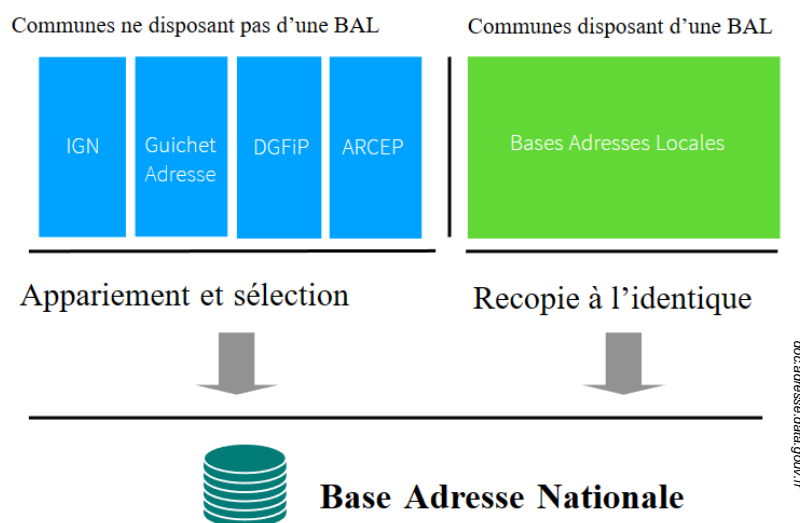 Communes ne disposant pas d’une BAL
Communes disposant d’une BAL
IGN
Guichet
Adresse
DGFiP
ARCEP
Bases Adresses Locales
Appariement et sélection
Recopie à l’identique
doc.adresse.data.gouv.fr
Base Adresse Nationale